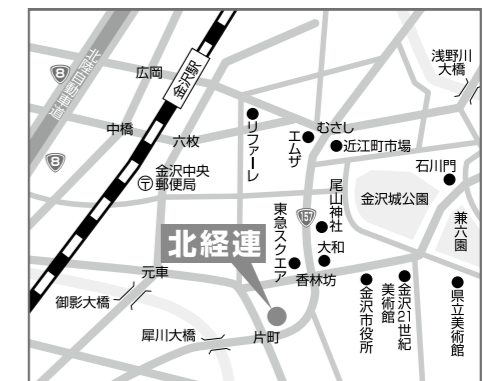 浅野川
大橋
北陸自動車道
8
広岡
金沢駅
中橋
六枚
リファーレ
エムザ
むさし
近江町市場
8
金沢中央
郵便局
石川門
金沢城公園
尾山神社
157
東急スクエア
兼六園
北経連
大和
香林坊
元車
御影大橋
金沢市役所
金沢21世紀
美術館
県立美術館
犀川大橋
片町